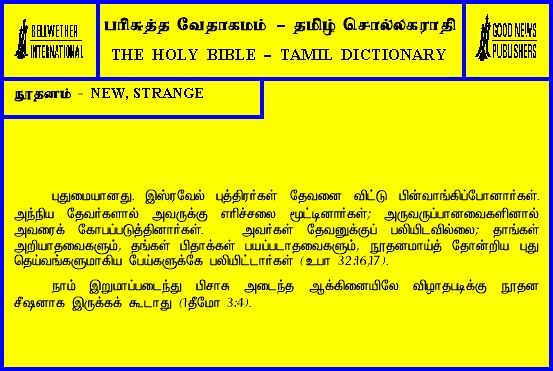 BELLWETHER
INTERNATIONAL
பரிசுத்த வேதாகமம் – தமிழ் சொல்லகராதி
THE HOLY BIBLE – TAMIL DICTIONARY
GOOD NEWS
PUBLISHERS
நூதனம் - NEW, STRANGE
புதுமையானது. இஸ்ரவேல் புத்திரர்கள் தேவனை விட்டு பின்வாங்கிப்போனார்கள்.
அந்நிய தேவர்களால் அவருக்கு எரிச்சலை மூட்டினார்கள்; அருவருப்பானவைகளினால்
அவரைக் கோபப்படுத்தினார்கள். அவர்கள் தேவனுக்குப் பலியிடவில்லை; தாங்கள்
அறியாதவைகளும், தங்கள் பிதாக்கள் பயப்படாதவைகளும், நூதனமாய்த் தோன்றிய புது
தெய்வங்களுமாகிய பேய்களுக்கே பலியிட்டார்கள் (உபா 32:16,17).
நாம் இறுமாப்படைந்து பிசாசு அடைந்த ஆக்கினையிலே விழாதபடிக்கு நூதன
சீஷனாக இருக்கக் கூடாது (1தீமோ 3:4).